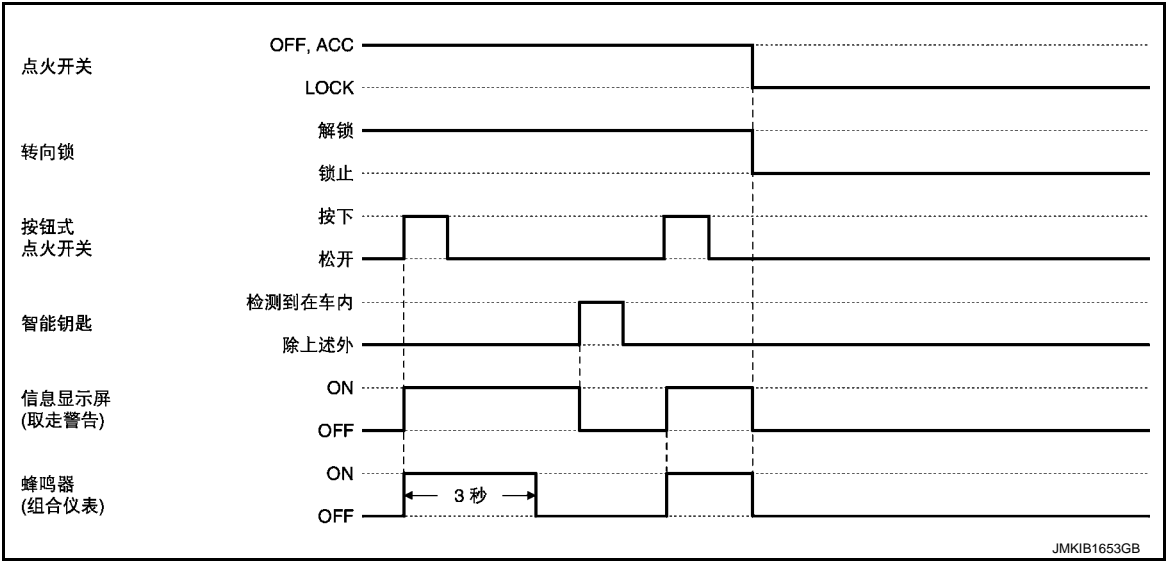 点火开关
OFF, ACC
LOCK
转向锁
解锁
锁止
按钮式
点火开关
按下
松开
智能钥匙
检测到在车内
除上述外
信息显示屏
(取走警告)
ON
OFF
蜂鸣器
(组合仪表)
ON
3 秒
OFF
JMKIB1653GB